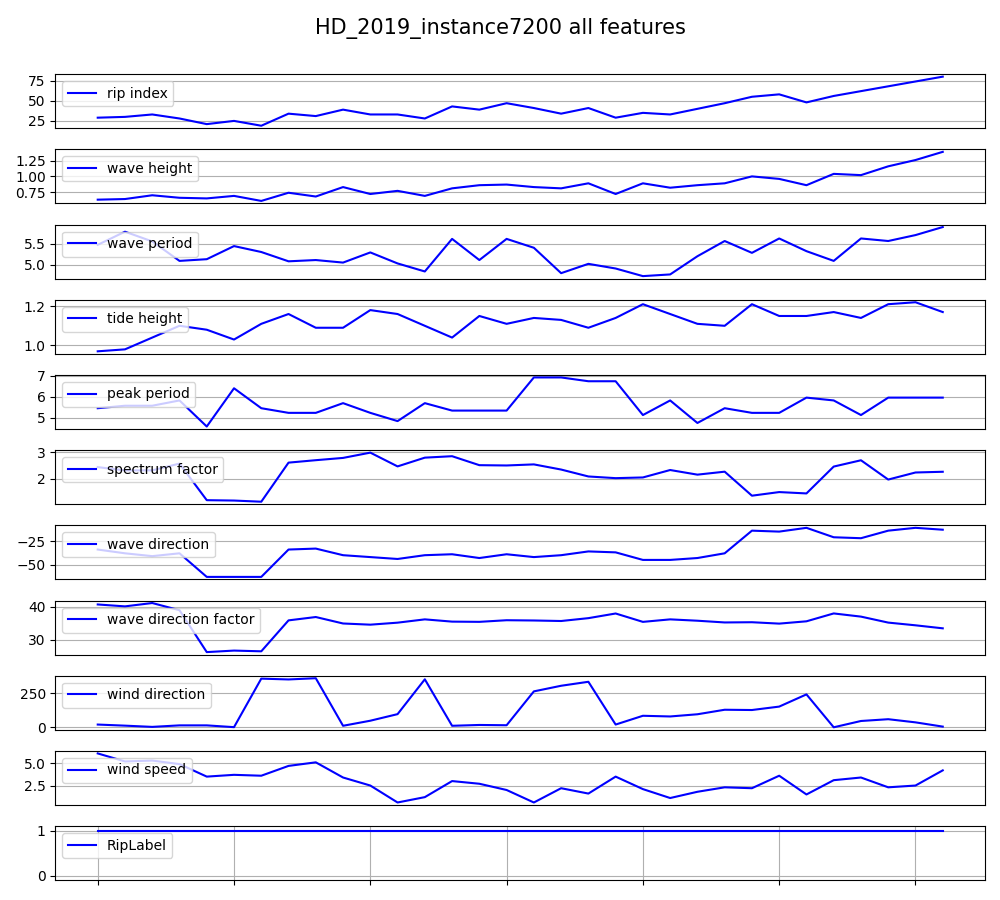 HD_2019_instance7200 all features
75
50
25
rip index
1.25
1.00
0.75
wave height
5.5
5.0
wave period
1.2
1.0
tide height
7
6
5
peak period
3
2
spectrum factor
−25
−50
wave direction
40
30
wave direction factor
250
0
wind direction
5.0
2.5
wind speed
1
0
RipLabel